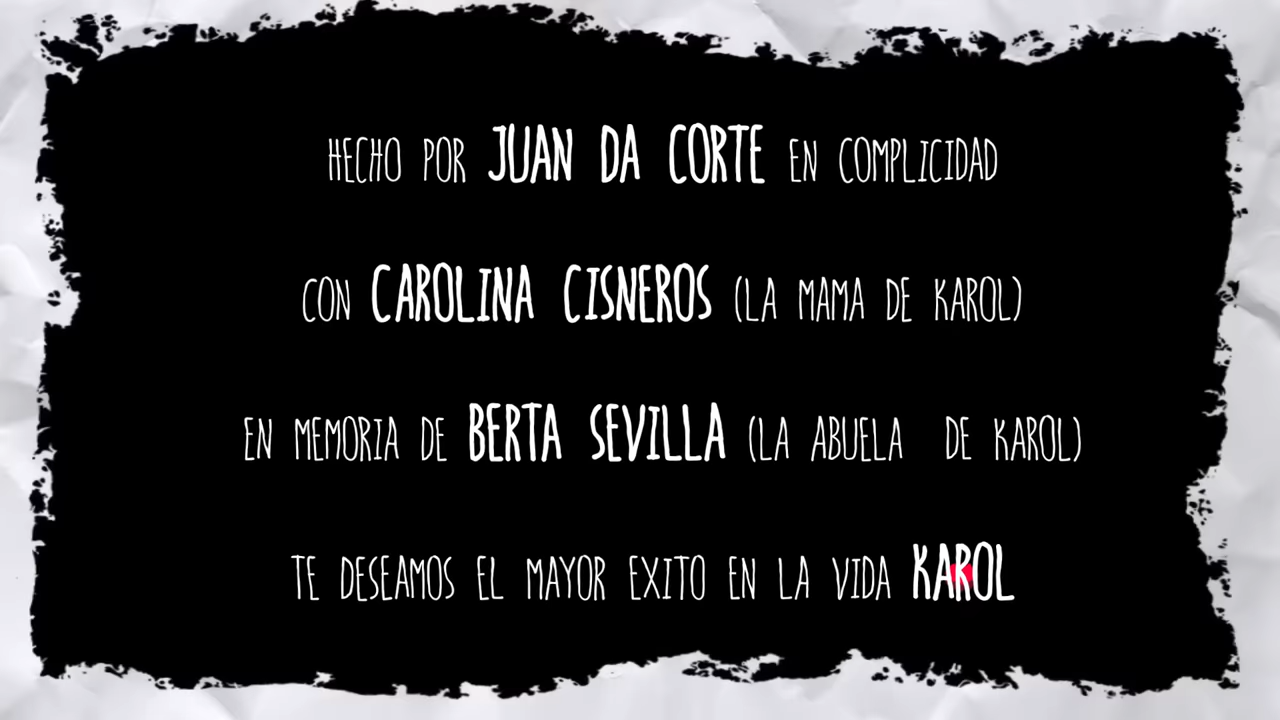 HECHO POR JUAN DA CORTE EN COMPLICIDAD
CON CAROLINA CISNEROS (LA MAMA DE KAROL)
EN MEMORIA DE BERTA SEVILLA (LA ABUELA DE KAROL)
TE DESEAMOS EL MAYOR EXITO EN LA VIDA KAROL